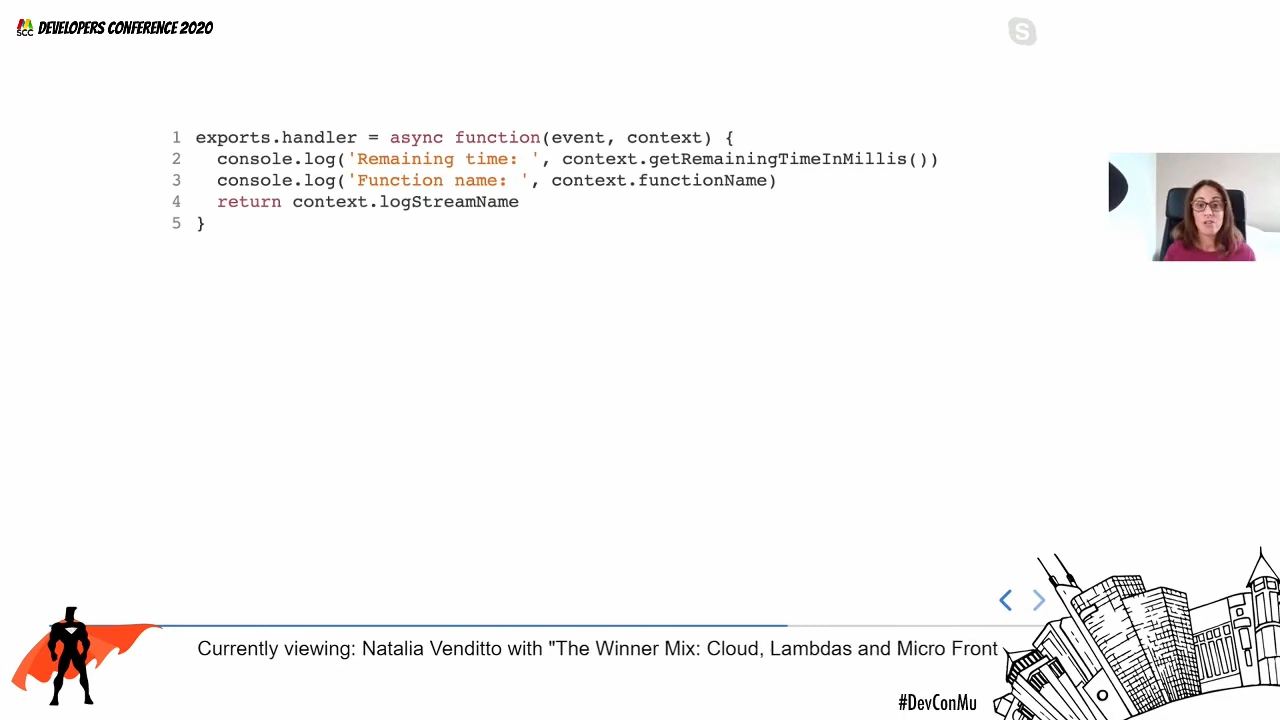 SCC DEVELOPERS CONFERENCE 2020
S
1 exports.handler = async function(event, context) {
2 console.log('Remaining time: ', context.getRemainingTimeInMillis())
3 console.log('Function name: ', context.functionName)
4 return context.logStreamName
5 }
Currently viewing: Natalia Venditto with "The Winner Mix: Cloud, Lambdas and Micro Front
#DevConMu